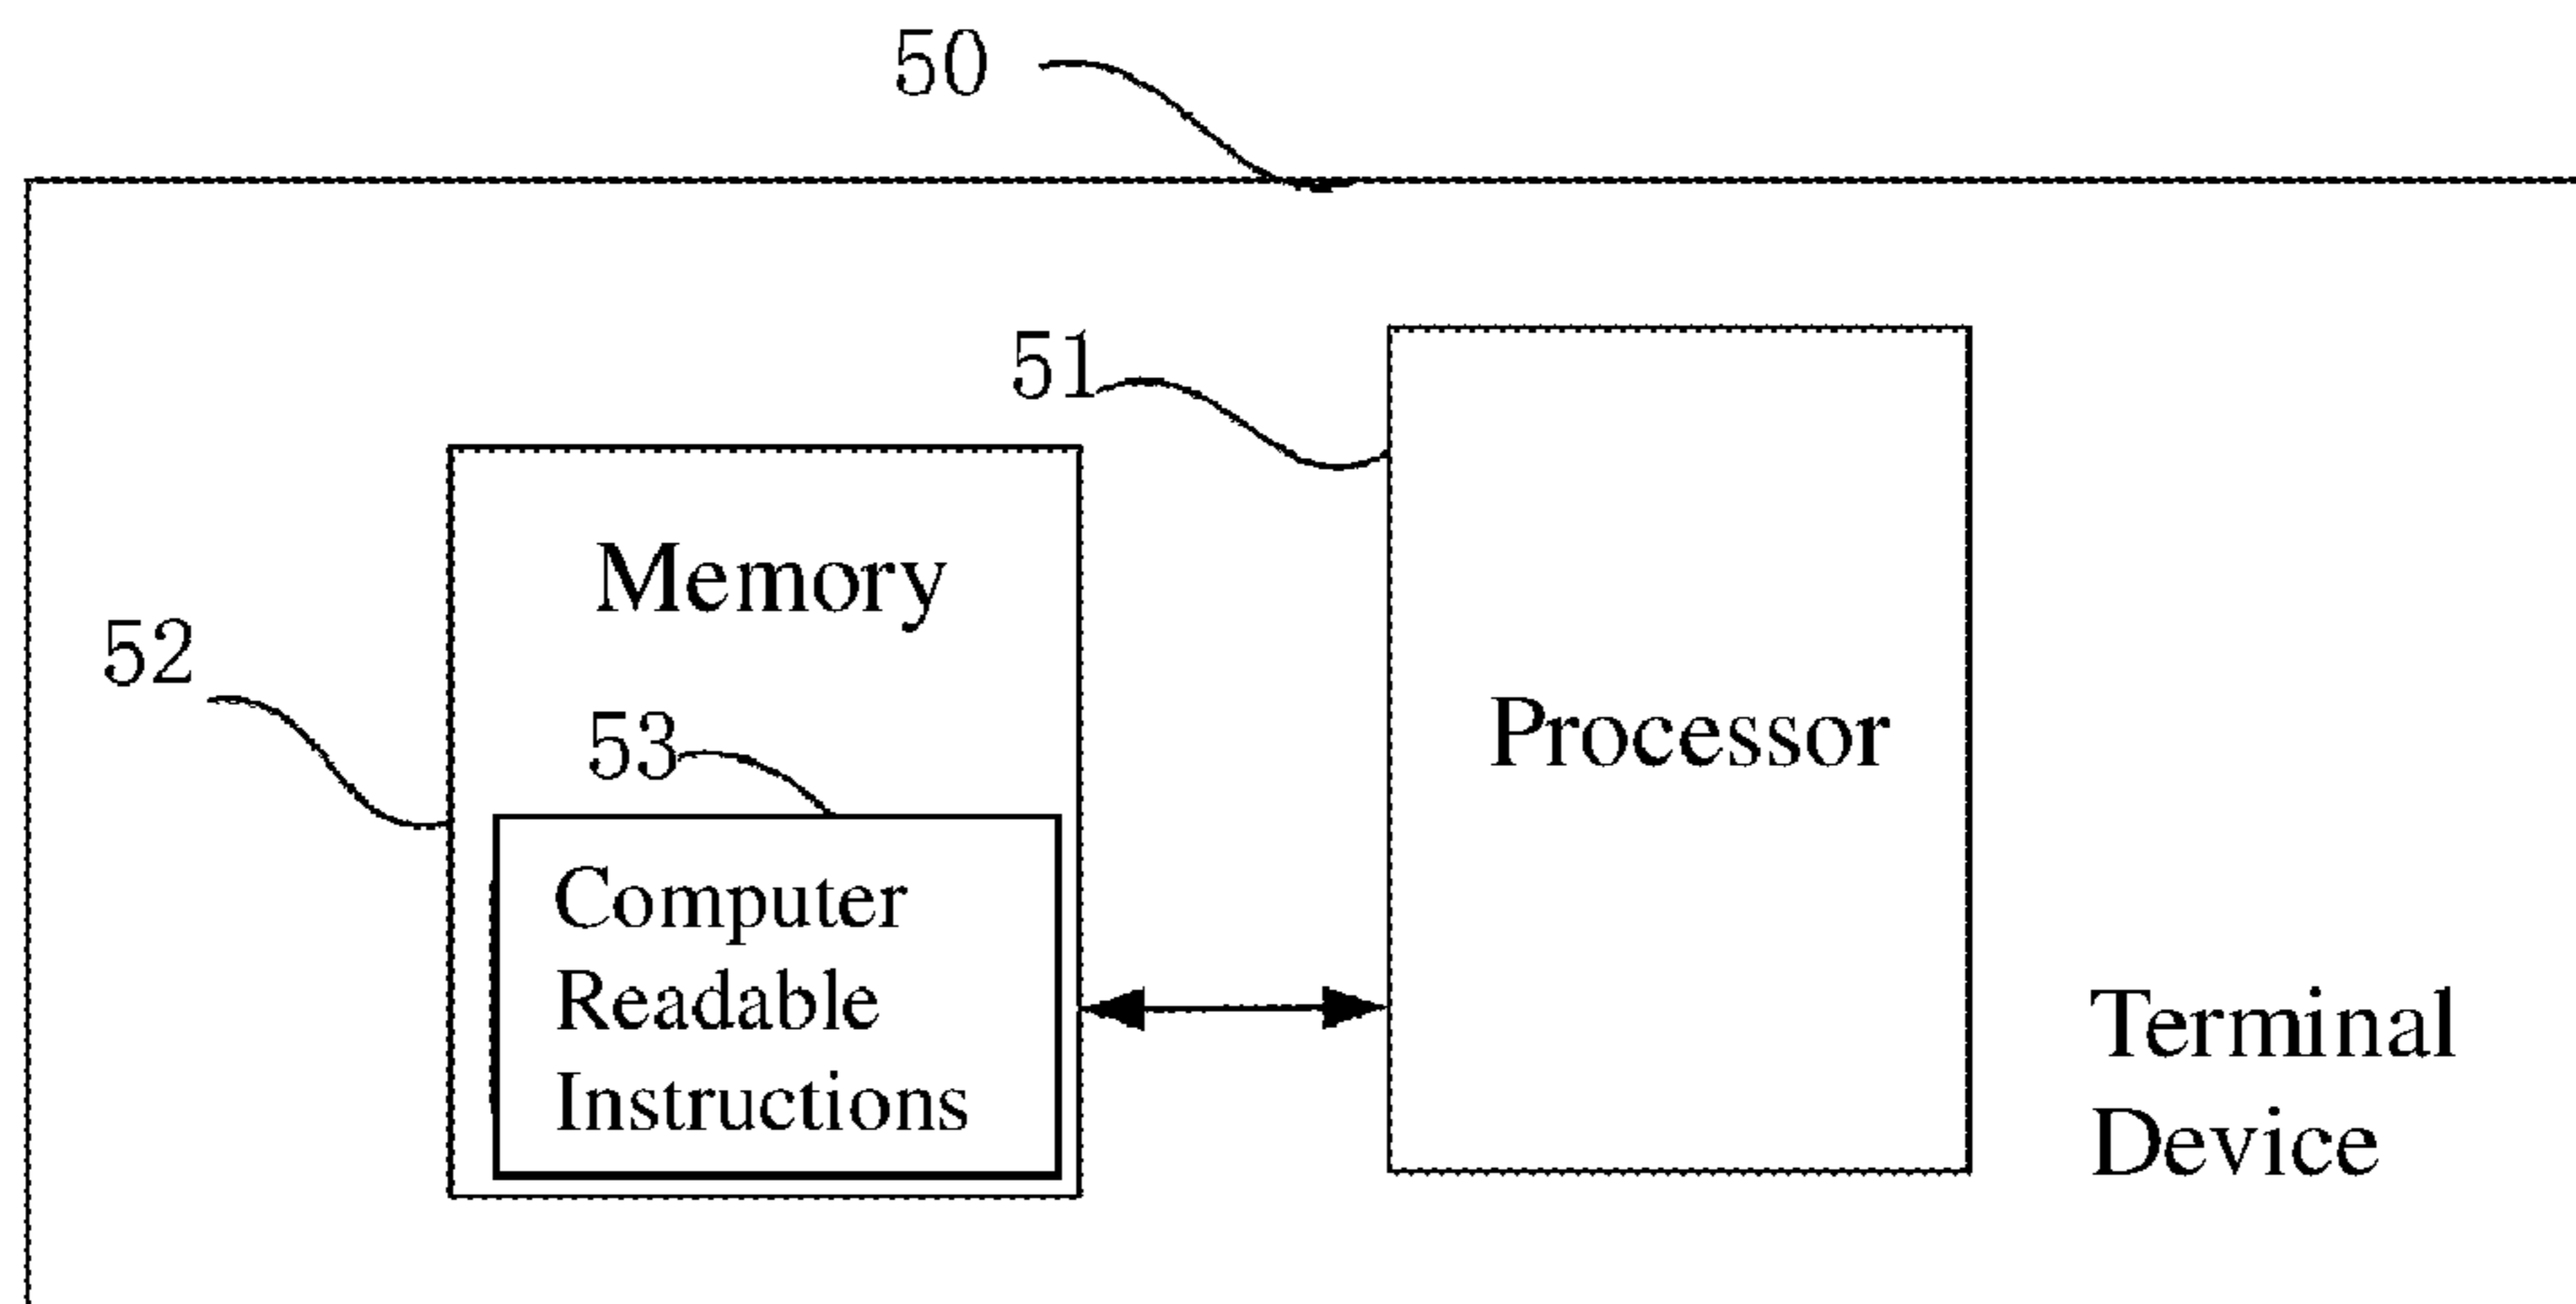 50
51
Memory
52
Processor
53
Computer
Readable
Instructions
Terminal
Device